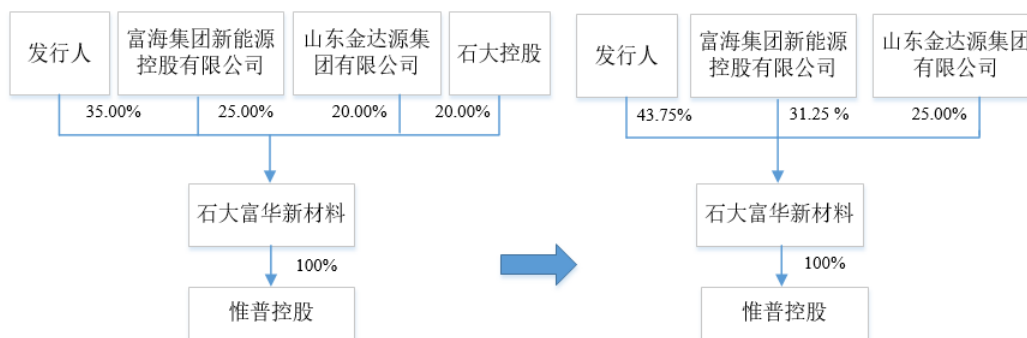 发行人
富海集团新能源
控股有限公司
山东金达源集
团有限公司
石大控股
35.00%
25.00%
20.00%
20.00%
石大富华新材料
100%
惟普控股
发行人
富海集团新能源
控股有限公司
山东金达源集团
有限公司
43.75%
31.25 %
25.00%
石大富华新材料
100%
惟普控股